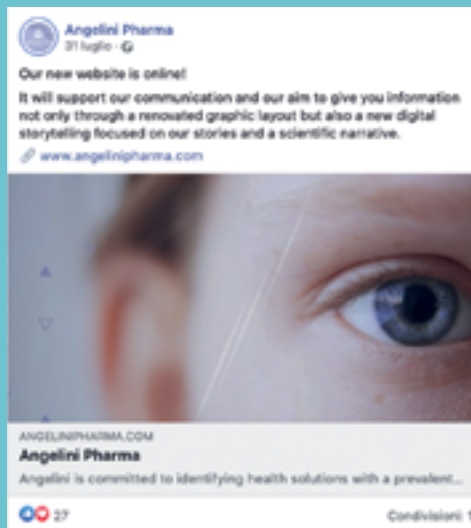 Angelini Pharma
31 luglio ·
Our new website is online!
It will support our communication and our aim to give you information
not only through a renovated graphic layout but also a new digital
storytelling focused on our stories and a scientific narrative.
www.angelinipharma.com
ANGELINIPHARMA.COM
Angelini Pharma
Angelini is committed to identifying health solutions with a prevalent...
27
Condivisioni: 1